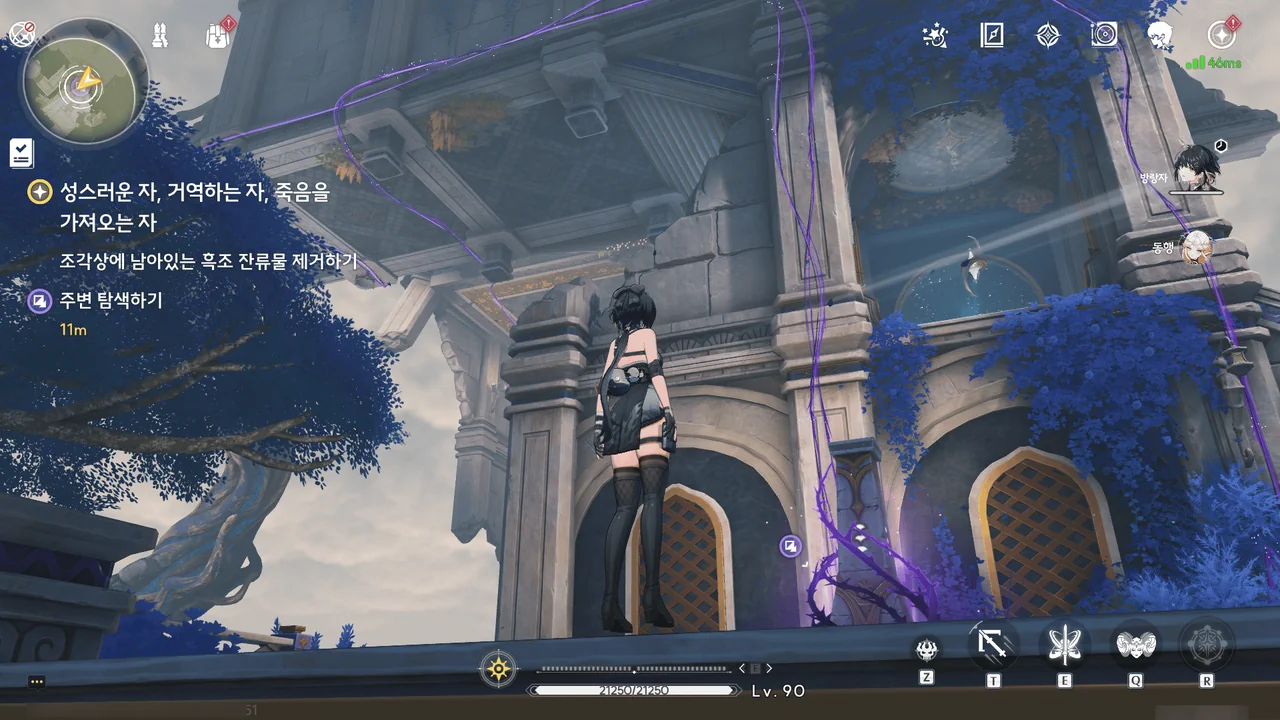 46ms
성스러운 자, 거역하는 자, 죽음을
가져오는 자
조각상에 남아있는 흑조 잔류물 제거하기
주변 탐색하기
11m
방랑자
동행
21250/21250
Lv. 90
Z
T
E
Q
R
51